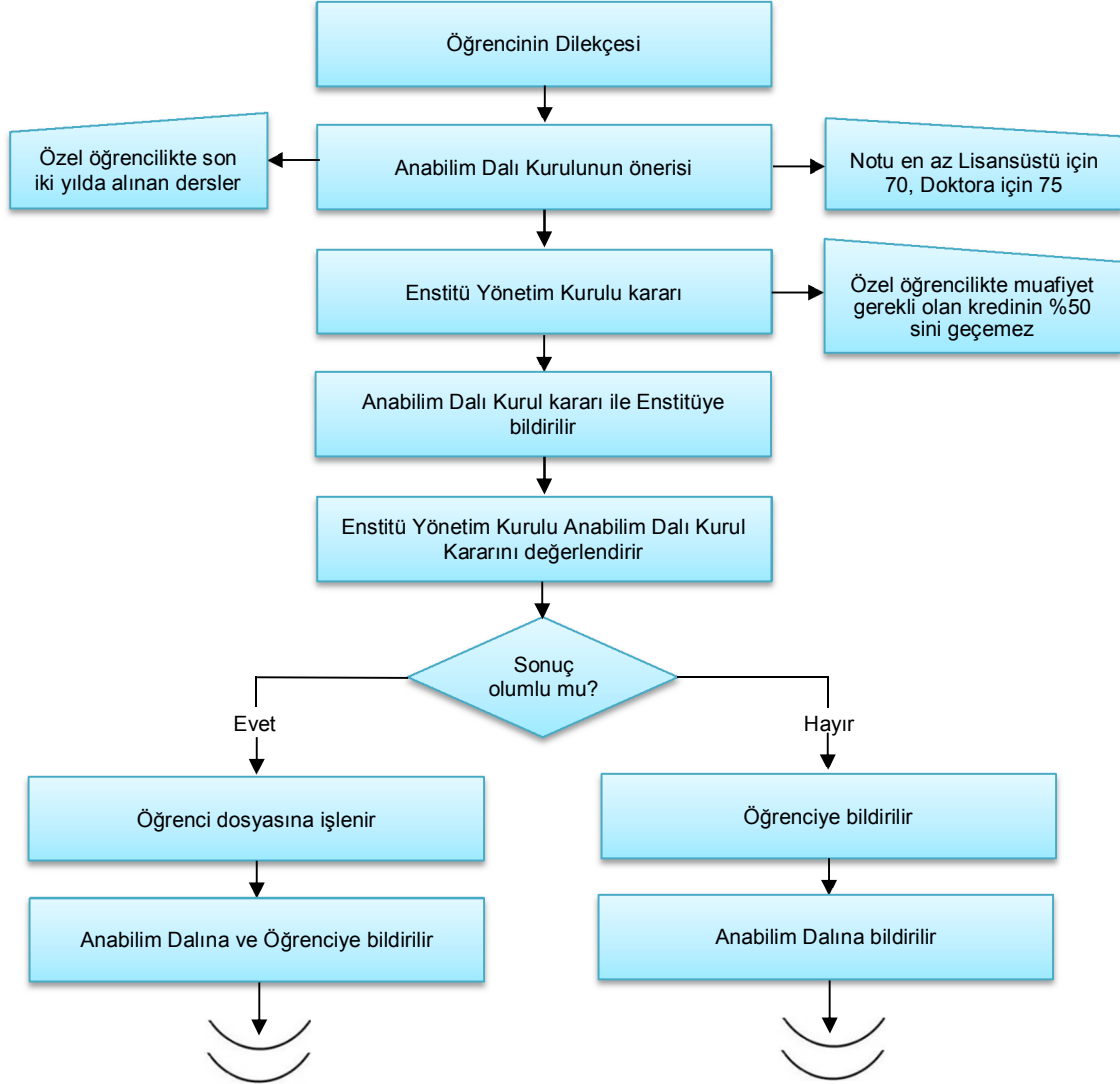 Öğrencinin Dilekçesi
Özel öğrencilikte son
iki yılda alınan dersler
Anabilim Dalı Kurulunun önerisi
Notu en az Lisansüstü için
70, Doktora için 75
Enstitü Yönetim Kurulu kararı
Özel öğrencilikte muafiyet
gerekli olan kredinin %50
sini geçemez
Anabilim Dalı Kurul kararı ile Enstitüye
bildirilir
Enstitü Yönetim Kurulu Anabilim Dalı Kurul
Kararını değerlendirir
Sonuç
olumlu mu?
Evet
Hayır
Öğrenci dosyasına işlenir
Öğrenciye bildirilir
Anabilim Dalına ve Öğrenciye bildirilir
Anabilim Dalına bildirilir